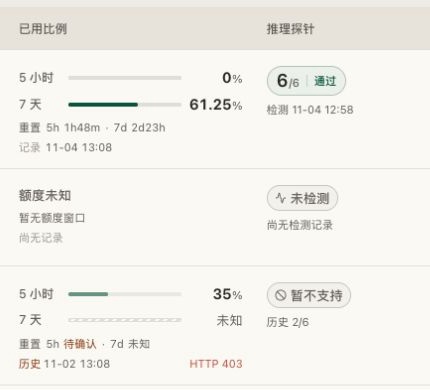 已用比例 推理探针
5 小时 0%
6/6 通过
7 天 61.25%
检测 11-04 12:58
重置 5h 1h48m · 7d 2d23h
记录 11-04 13:08
额度未知
未检测
暂无额度窗口
尚无检测记录
尚无记录
5 小时 35%
暂不支持
7 天 未知
历史 2/6
重置 5h 待确认 · 7d 未知
历史 11-02 13:08 HTTP 403